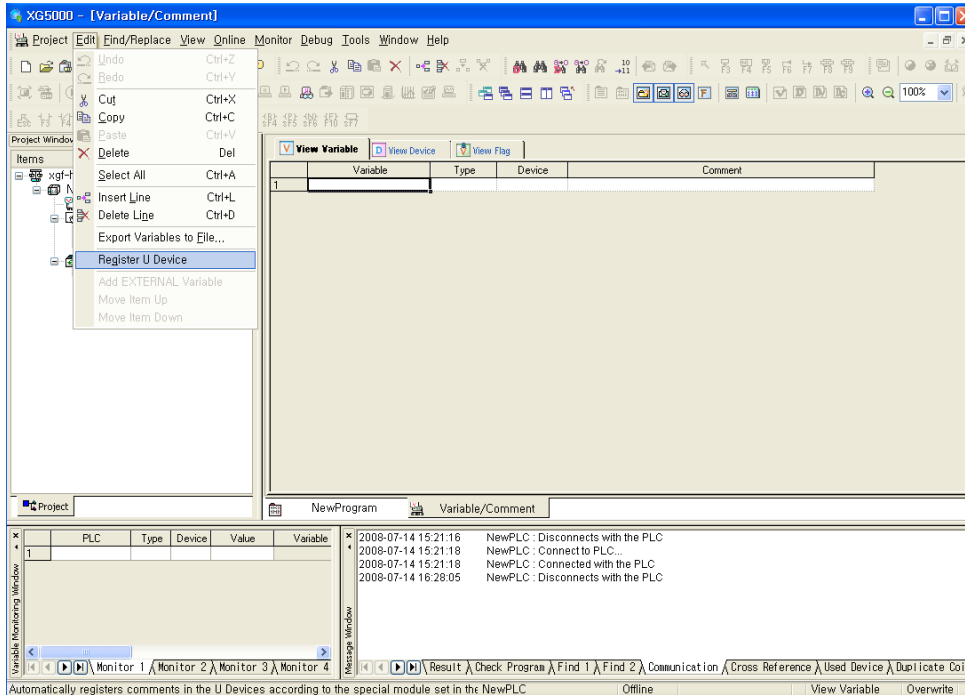 XG5000 - [Variable/Comment]
Project Edit Find/Replace View Online Monitor Debug Tools Window Help
Undo Ctrl+Z
Redo Ctrl+Y
Cut Ctrl+X
Copy Ctrl+C
Paste Ctrl+V
Delete Del
Select All Ctrl+A
Insert Line Ctrl+L
Delete Line Ctrl+D
Export Variables to File...
Register U Device
Add EXTERNAL Variable
Move Item Up
Move Item Down
100%
Project Window
Items
xgf-h
N
V View Variable D View Device View Flag
Variable Type Device Comment
1
Project
NewProgram Variable/Comment
PLC Type Device Value Variable
1
Variable Monitoring Window
Monitor 1 Monitor 2 Monitor 3 Monitor 4
2008-07-14 15:21:16 NewPLC : Disconnects with the PLC
2008-07-14 15:21:18 NewPLC : Connect to PLC...
2008-07-14 15:21:18 NewPLC : Connected with the PLC
2008-07-14 16:28:05 NewPLC : Disconnects with the PLC
Message Window
Result Check Program Find 1 Find 2 Communication Cross Reference Used Device Duplicate Coi
Automatically registers comments in the U Devices according to the special module set in the NewPLC Offline View Variable Overwrite